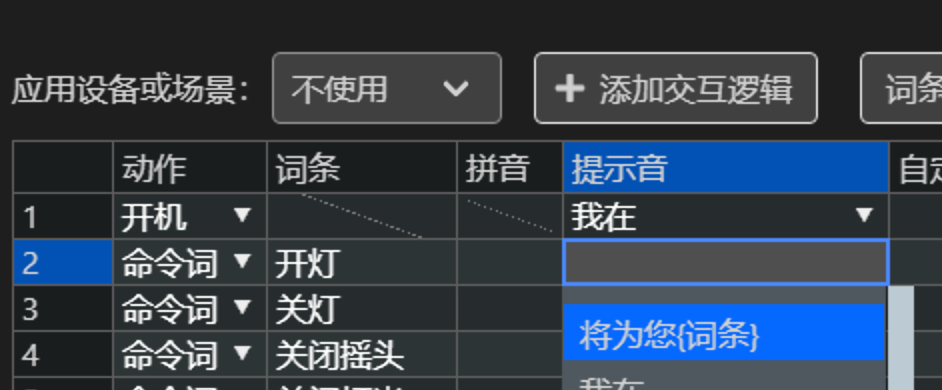 应用设备或场景： 不使用 添加交互逻辑 词条
动作 词条 拼音 提示音 自定
1 开机 我在
2 命令词 开灯
3 命令词 关灯
将为您{词条}
4 命令词 关闭摇头
我在